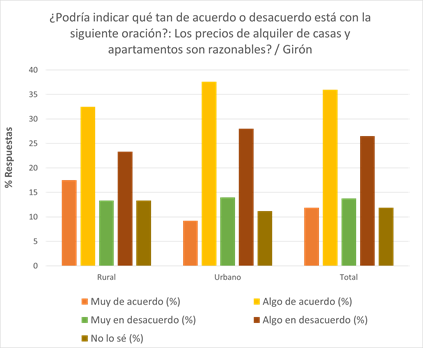 ¿Podría indicar qué tan de acuerdo o desacuerdo está con la
siguiente oración?: Los precios de alquiler de casas y
apartamentos son razonables? / Girón
40
35
30
25
20
15
10
5
0
% Respuestas
Rural
Urbano
Total
Muy de acuerdo (%)
Algo de acuerdo (%)
Muy en desacuerdo (%)
Algo en desacuerdo (%)
No lo sé (%)